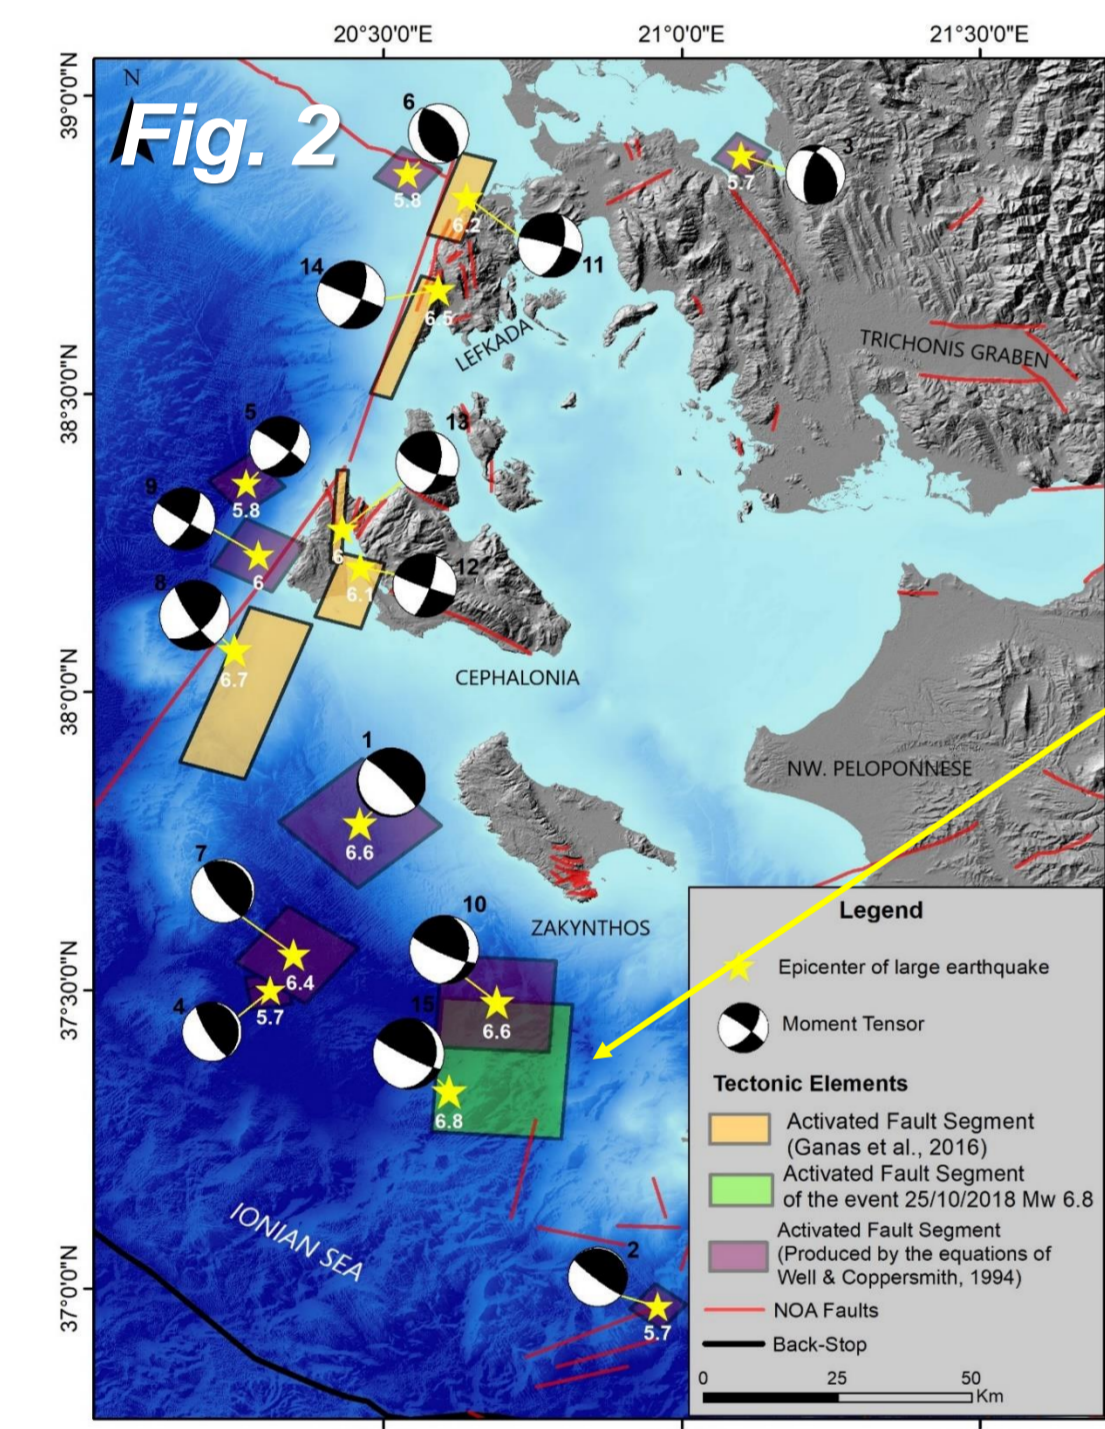 20°30'0"E
21°0'0"E
21°30'0"E
39°0'0"N
38°30'0"N
38°0'0"N
37°30'0"N
37°0'0"N
N
Fig. 2
6
5.8
6.2
11
3
5.7
14
6.5
LEFKADA
TRICHONIS GRABEN
5
5.8
13
9
6
6
12
6.1
8
6.7
CEPHALONIA
1
6.6
NW. PELOPONNESE
7
6.4
4
5.7
10
6.6
ZAKYNTHOS
15
6.8
IONIAN SEA
2
5.7
Legend
Epicenter of large earthquake
Moment Tensor
Tectonic Elements
Activated Fault Segment
(Ganas et al., 2016)
Activated Fault Segment
of the event 25/10/2018 Mw 6.8
Activated Fault Segment
(Produced by the equations of
Well & Coppersmith, 1994)
NOA Faults
Back-Stop
0 25 50
Km